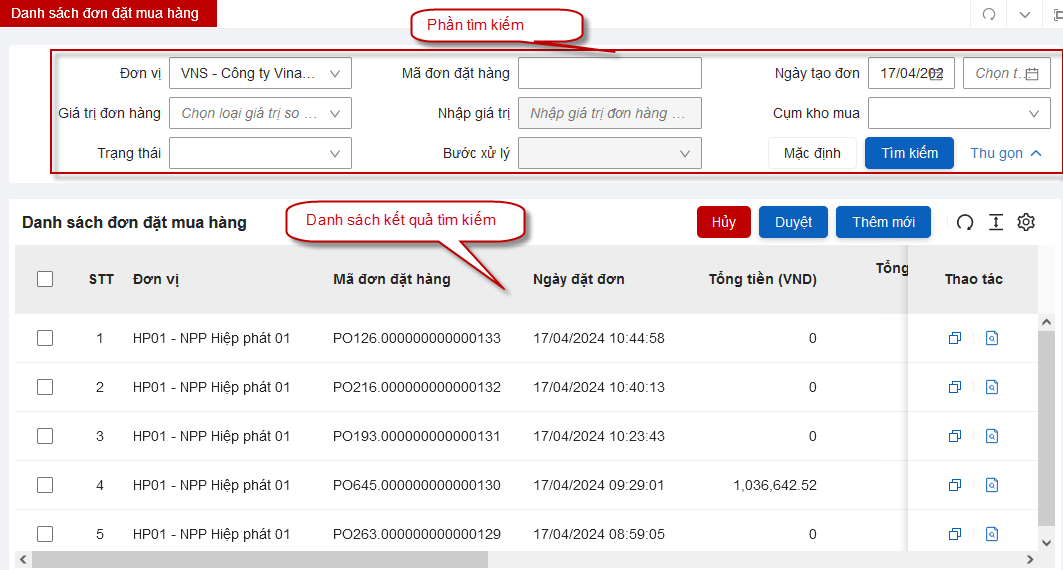 Danh sách đơn đặt mua hàng
Phần tìm kiếm
Đơn vị VNS - Công ty Vina... Mã đơn đặt hàng Ngày tạo đơn 17/04/202 Chọn t...
Giá trị đơn hàng Chọn loại giá trị so ... Nhập giá trị Nhập giá trị đơn hàng ... Cụm kho mua
Trạng thái Bước xử lý Mặc định Tìm kiếm Thu gọn
Danh sách đơn đặt mua hàng Danh sách kết quả tìm kiếm Hủy Duyệt Thêm mới
STT Đơn vị Mã đơn đặt hàng Ngày đặt đơn Tổng tiền (VND) Tổng Thao tác
1 HP01 - NPP Hiệp phát 01 PO126.000000000000133 17/04/2024 10:44:58 0
2 HP01 - NPP Hiệp phát 01 PO216.000000000000132 17/04/2024 10:40:13 0
3 HP01 - NPP Hiệp phát 01 PO193.000000000000131 17/04/2024 10:23:43 0
4 HP01 - NPP Hiệp phát 01 PO645.000000000000130 17/04/2024 09:29:01 1,036,642.52
5 HP01 - NPP Hiệp phát 01 PO263.000000000000129 17/04/2024 08:59:05 0